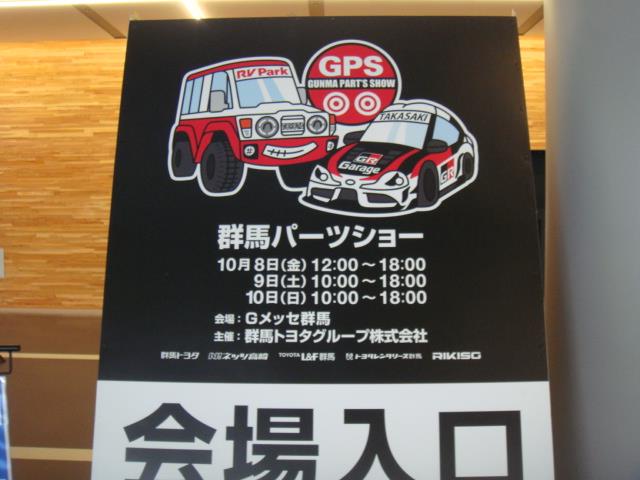 RV Park
GPS
GUNMA PART'S SHOW
TAKASAKI
GR
Garage
GR
群馬パーツショー
10月8日(金) 12:00～18:00
9日(土) 10:00～18:00
10日(日) 10:00～18:00
会場：Gメッセ群馬
主催：群馬トヨタグループ株式会社
群馬トヨタ ネッツ高崎 TOYOTA L&F群馬 トヨタレンタリース群馬 RIKISO
会場入口